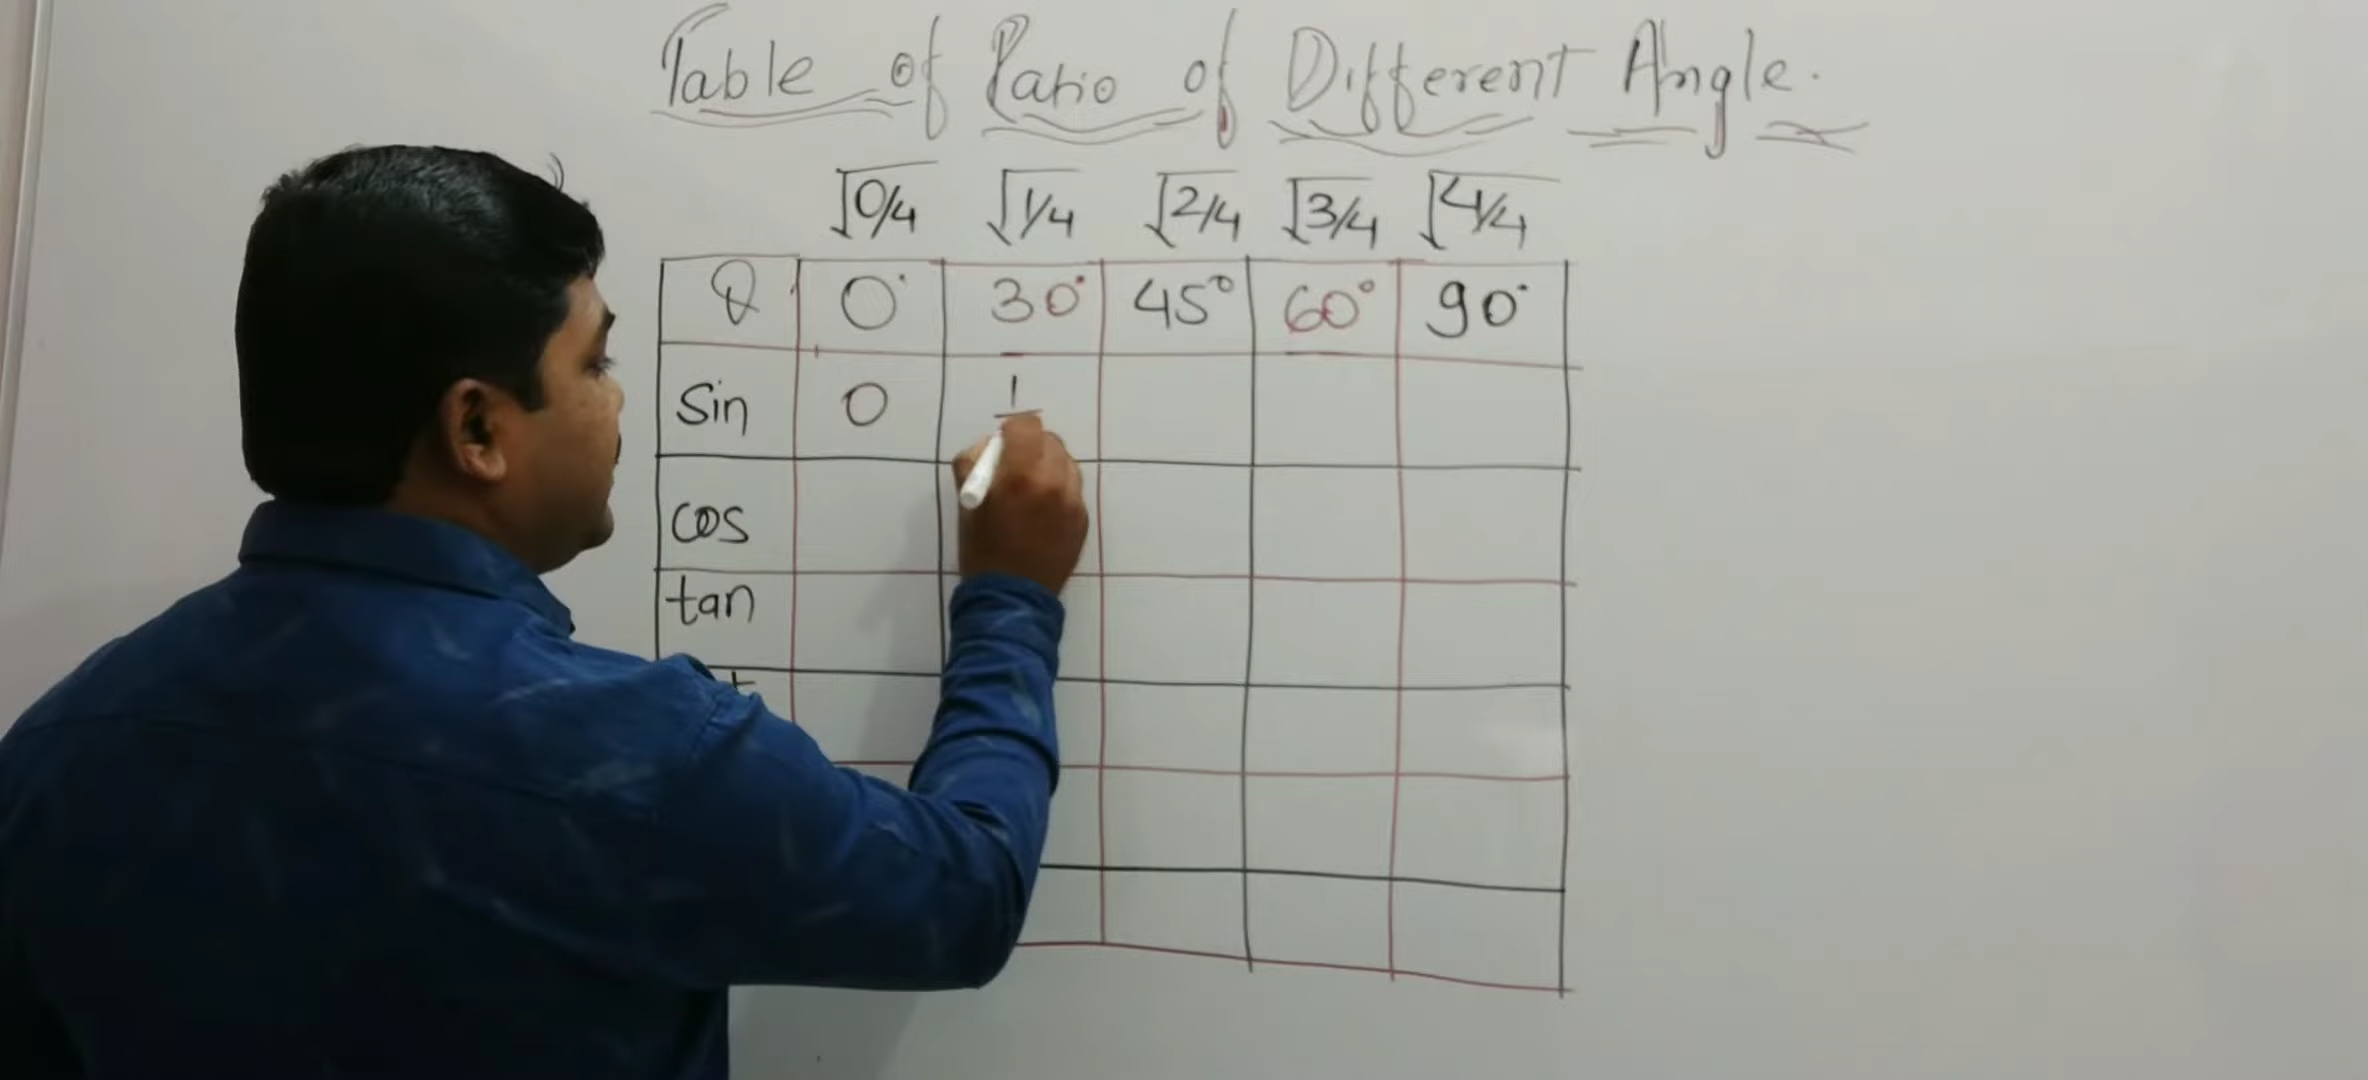 Table of Ratio of Different Angle.
√0/4 √1/4 √2/4 √3/4 √4/4
θ 0° 30° 45° 60° 90°
Sin 0 1
cos
tan